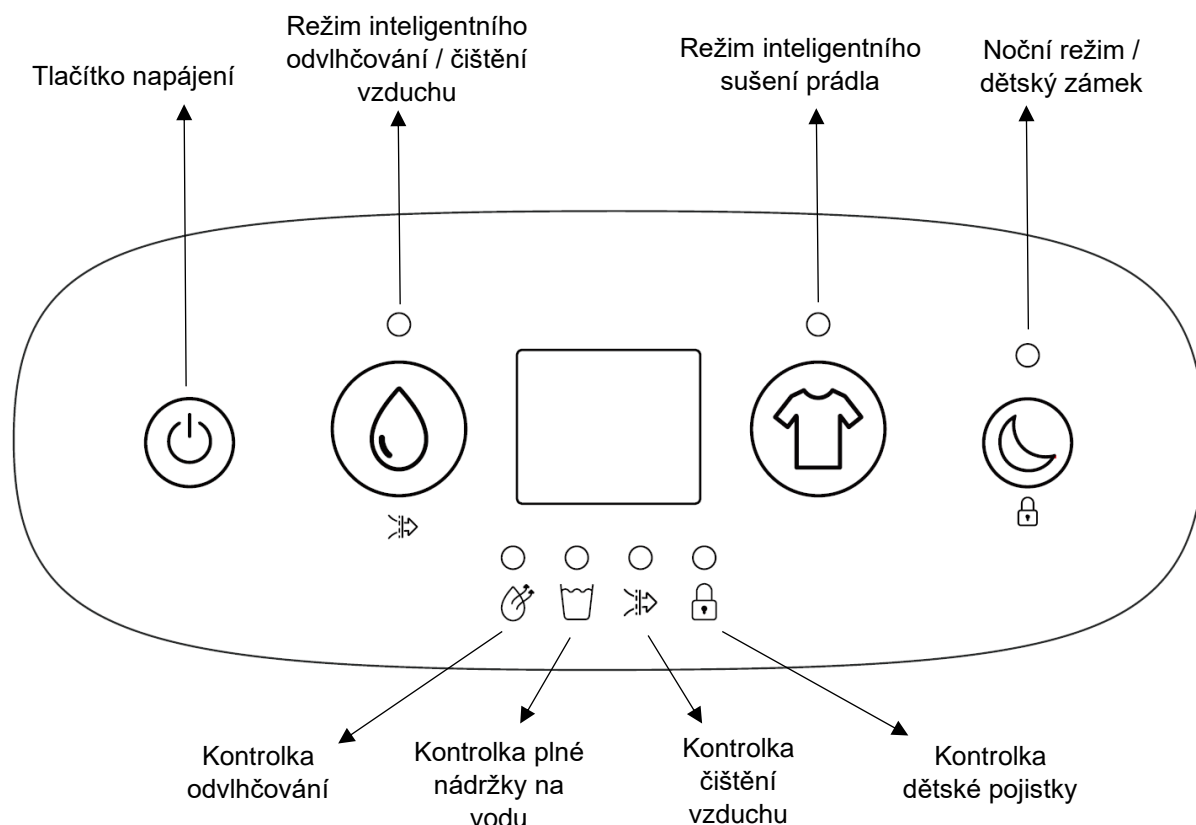 Tlačítko napájení
Režim inteligentního
odvlhčování / čištění
vzduchu
Režim inteligentního
sušení prádla
Noční režim /
dětský zámek
Kontrolka
odvlhčování
Kontrolka plné
nádržky na
vodu
Kontrolka
čištění
vzduchu
Kontrolka
dětské pojistky